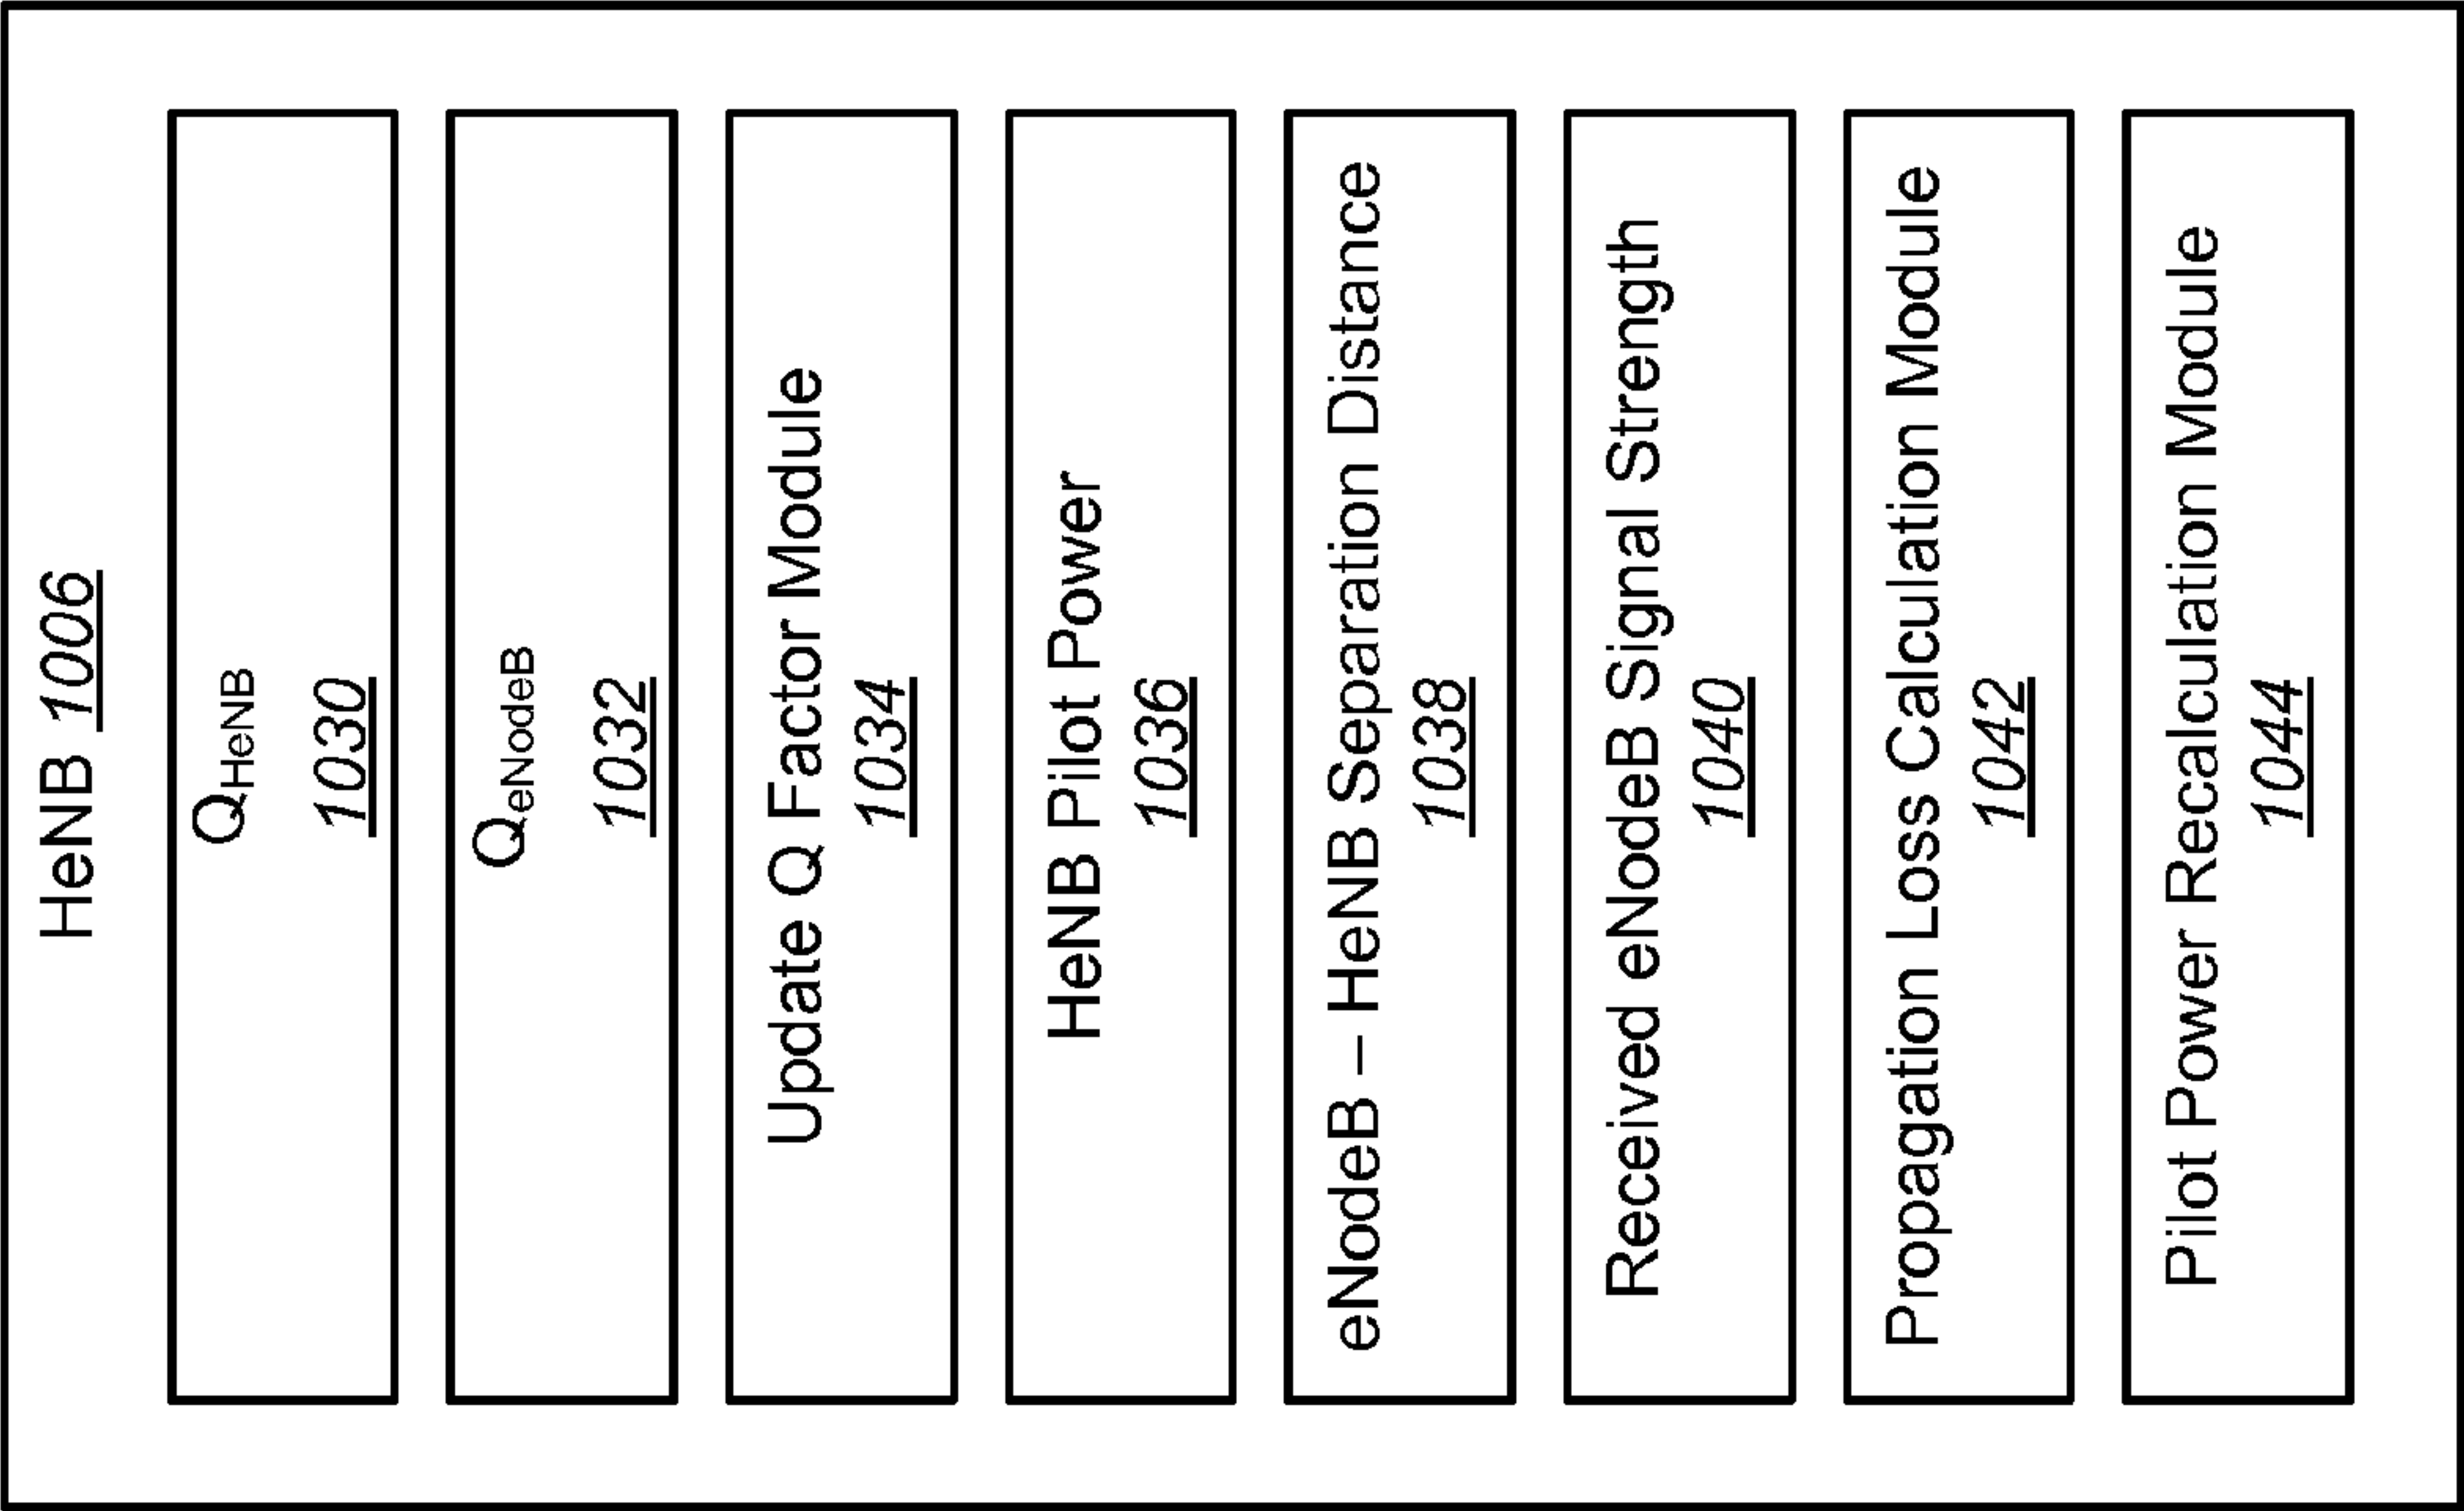 HeNB 1006
QHeNB
1030
QeNodeB
1032
Update Q Factor Module
1034
HeNB Pilot Power
1036
eNodeB – HeNB Separation Distance
1038
Received eNodeB Signal Strength
1040
Propagation Loss Calculation Module
1042
Pilot Power Recalculation Module
1044